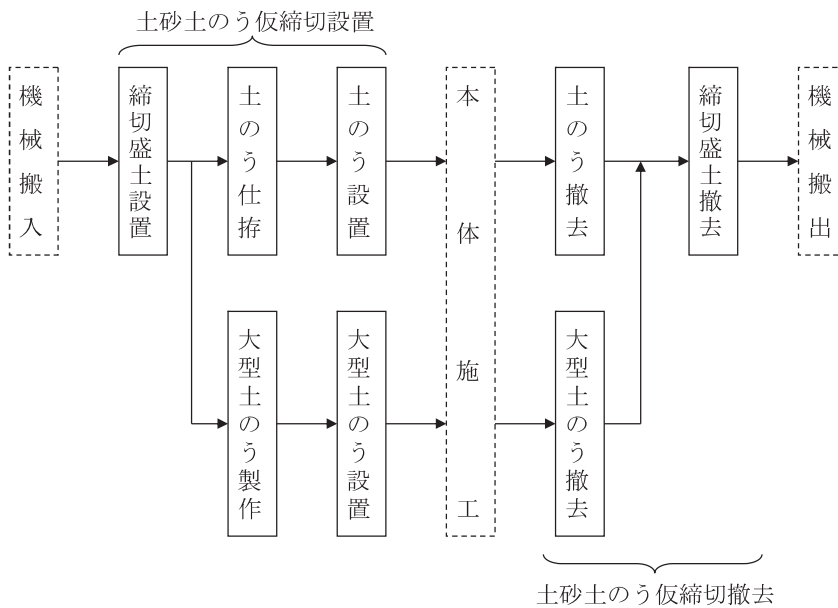 土砂土のう仮締切設置
機械搬入
締切盛土設置
土のう仕拵
土のう設置
本体施工
土のう撤去
締切盛土撤去
機械搬出
大型土のう製作
大型土のう設置
大型土のう撤去
土砂土のう仮締切撤去